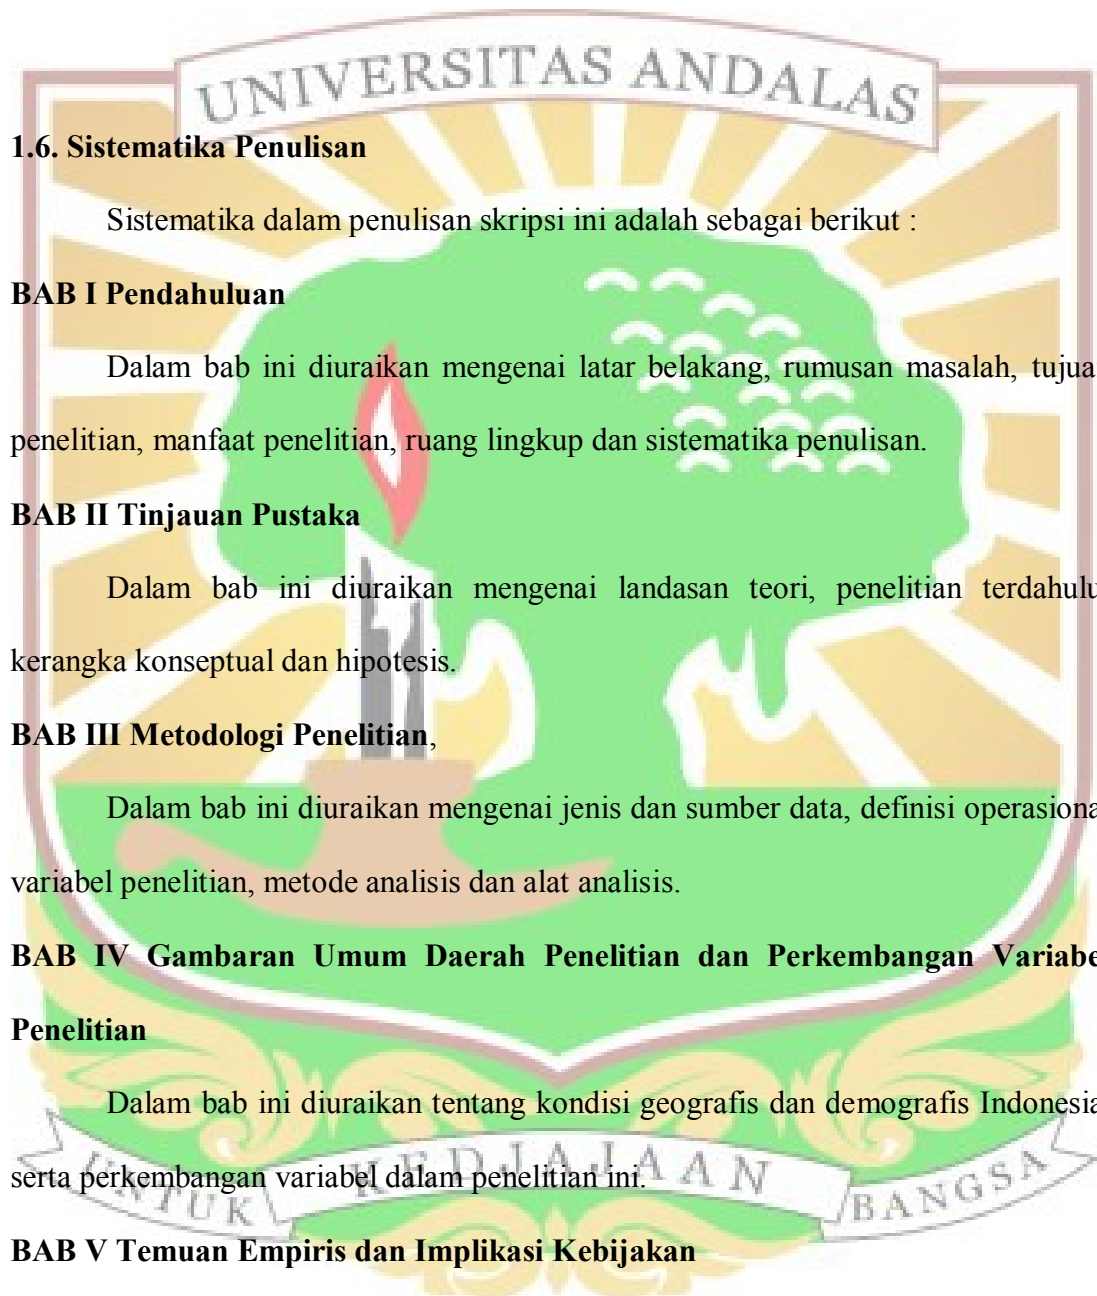 UNIVERSITAS ANDALAS
1.6. Sistematika Penulisan
Sistematika dalam penulisan skripsi ini adalah sebagai berikut :
BAB I Pendahuluan
Dalam bab ini diuraikan mengenai latar belakang, rumusan masalah, tujua
penelitian, manfaat penelitian, ruang lingkup dan sistematika penulisan.
BAB II Tinjauan Pustaka
Dalam bab ini diuraikan mengenai landasan teori, penelitian terdahulu
kerangka konseptual dan hipotesis.
BAB III Metodologi Penelitian,
Dalam bab ini diuraikan mengenai jenis dan sumber data, definisi operasiona
variabel penelitian, metode analisis dan alat analisis.
BAB IV Gambaran Umum Daerah Penelitian dan Perkembangan Variabe
Penelitian
Dalam bab ini diuraikan tentang kondisi geografis dan demografis Indonesia
serta perkembangan variabel dalam penelitian ini.
UNTUK KEDJAJAAN BANGSA
BAB V Temuan Empiris dan Implikasi Kebijakan